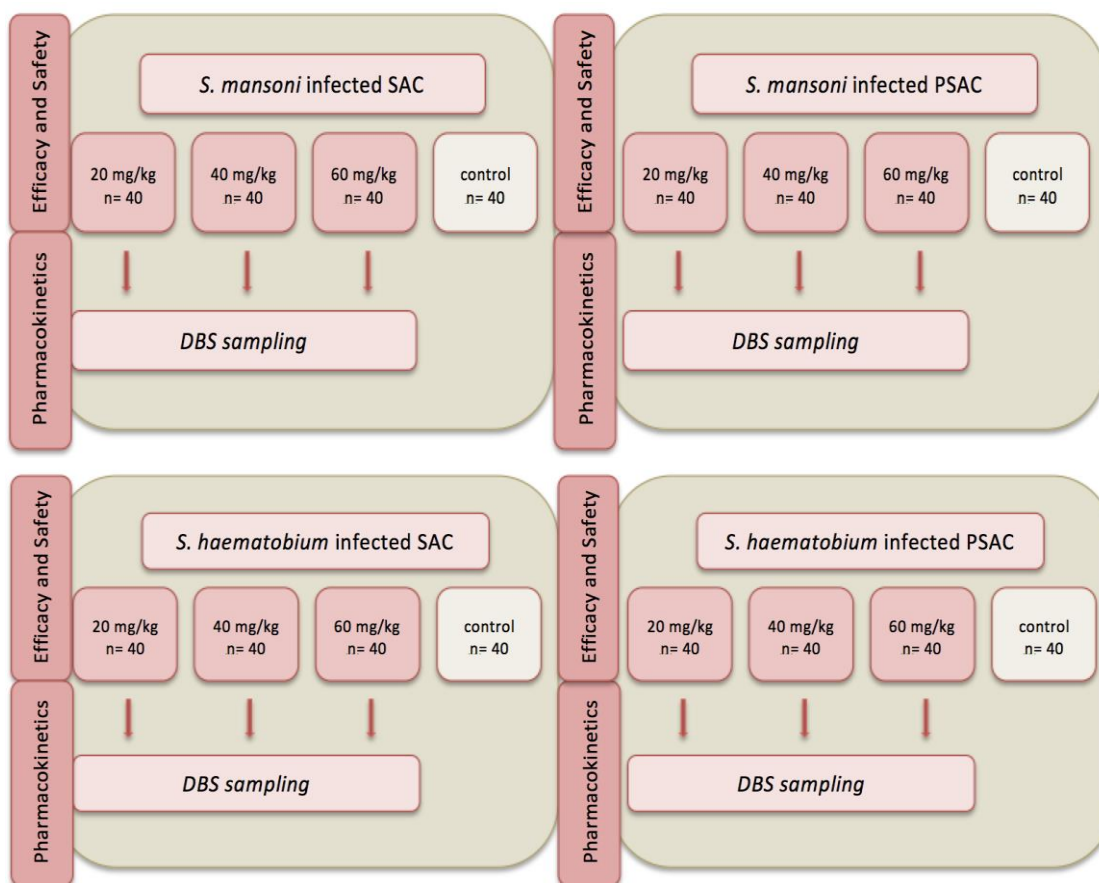 Efficacy and Safety
S. mansoni infected SAC
20 mg/kg
n= 40
40 mg/kg
n= 40
60 mg/kg
n= 40
control
n= 40
Pharmacokinetics
DBS sampling
Efficacy and Safety
S. mansoni infected PSAC
20 mg/kg
n= 40
40 mg/kg
n= 40
60 mg/kg
n= 40
control
n= 40
Pharmacokinetics
DBS sampling
Efficacy and Safety
S. haematobium infected SAC
20 mg/kg
n= 40
40 mg/kg
n= 40
60 mg/kg
n= 40
control
n= 40
Pharmacokinetics
DBS sampling
Efficacy and Safety
S. haematobium infected PSAC
20 mg/kg
n= 40
40 mg/kg
n= 40
60 mg/kg
n= 40
control
n= 40
Pharmacokinetics
DBS sampling